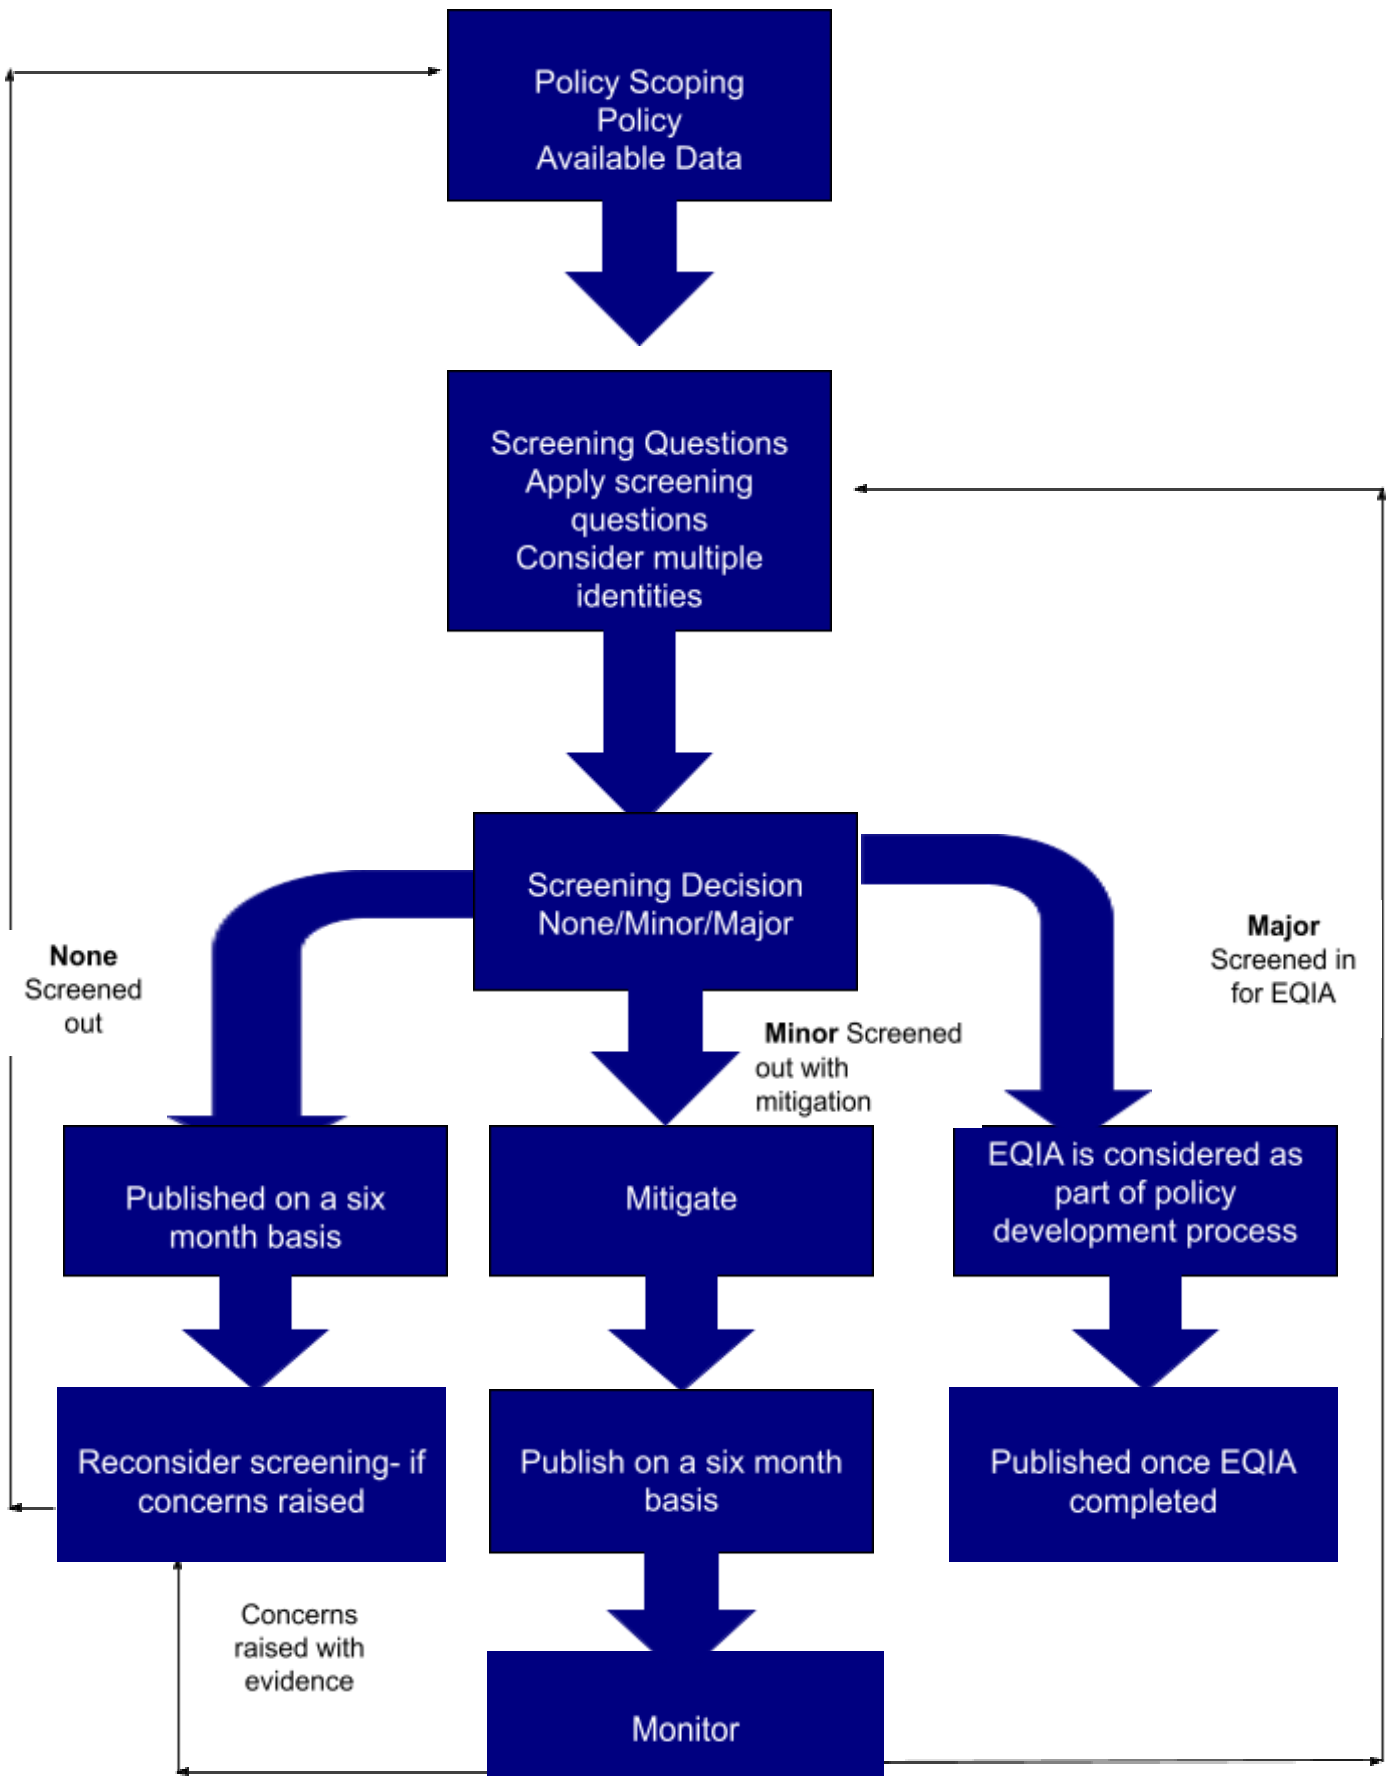 Policy Scoping
Policy
Available Data
Screening Questions
Apply screening
questions
Consider multiple
identities
Screening Decision
None/Minor/Major
None
Screened
out
Minor Screened
out with
mitigation
Major
Screened in
for EQIA
Published on a six
month basis
Mitigate
EQIA is considered as
part of policy
development process
Reconsider screening- if
concerns raised
Publish on a six month
basis
Published once EQIA
completed
Concerns
raised with
evidence
Monitor